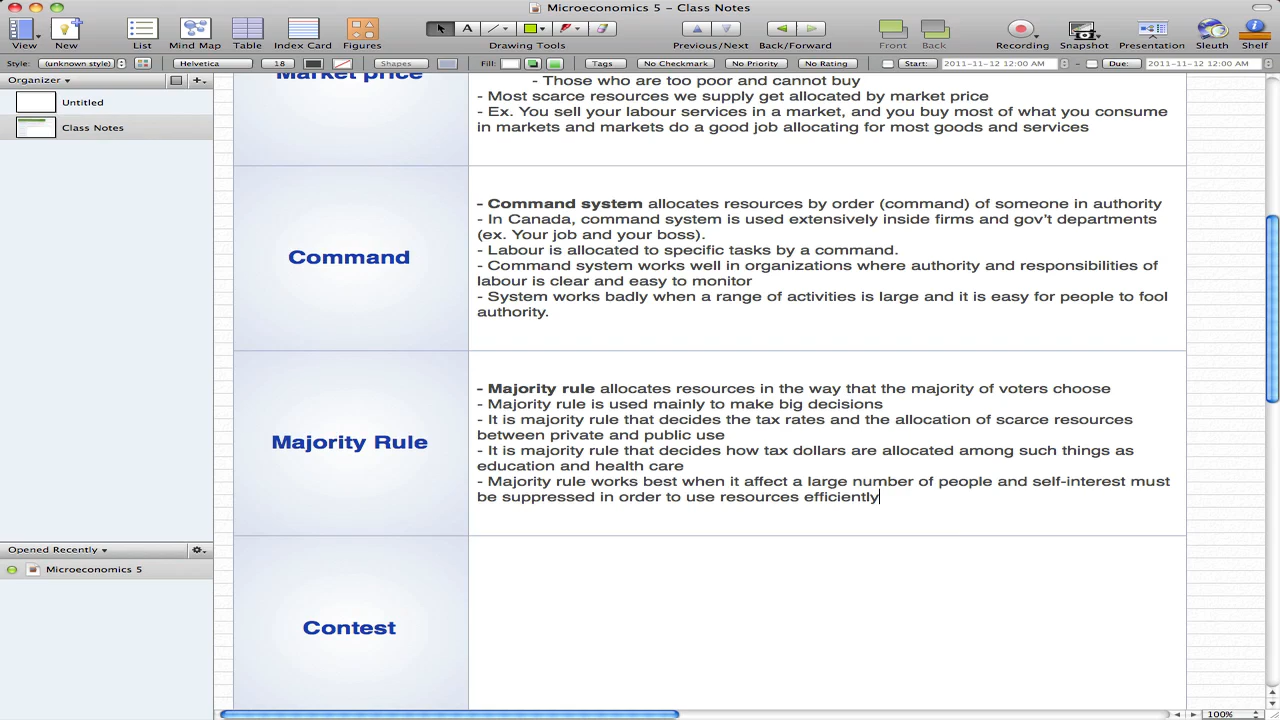 Microeconomics 5 – Class Notes
View New List Mind Map Table Index Card Figures Drawing Tools Previous/Next Back/Forward Front Back Recording Snapshot Presentation Sleuth Shelf
Style: (unknown style) Helvetica 18 Shapes Fill: Tags No Checkmark No Priority No Rating Start: 2011-11-12 12:00 AM - Due: 2011-11-12 12:00 AM
Organizer
Untitled
Class Notes
Opened Recently
Microeconomics 5
Market price
- Those who are too poor and cannot buy
- Most scarce resources we supply get allocated by market price
- Ex. You sell your labour services in a market, and you buy most of what you consume
in markets and markets do a good job allocating for most goods and services
Command
- Command system allocates resources by order (command) of someone in authority
- In Canada, command system is used extensively inside firms and gov't departments
(ex. Your job and your boss).
- Labour is allocated to specific tasks by a command.
- Command system works well in organizations where authority and responsibilities of
labour is clear and easy to monitor
- System works badly when a range of activities is large and it is easy for people to fool
authority.
Majority Rule
- Majority rule allocates resources in the way that the majority of voters choose
- Majority rule is used mainly to make big decisions
- It is majority rule that decides the tax rates and the allocation of scarce resources
between private and public use
- It is majority rule that decides how tax dollars are allocated among such things as
education and health care
- Majority rule works best when it affect a large number of people and self-interest must
be suppressed in order to use resources efficiently
Contest
100%